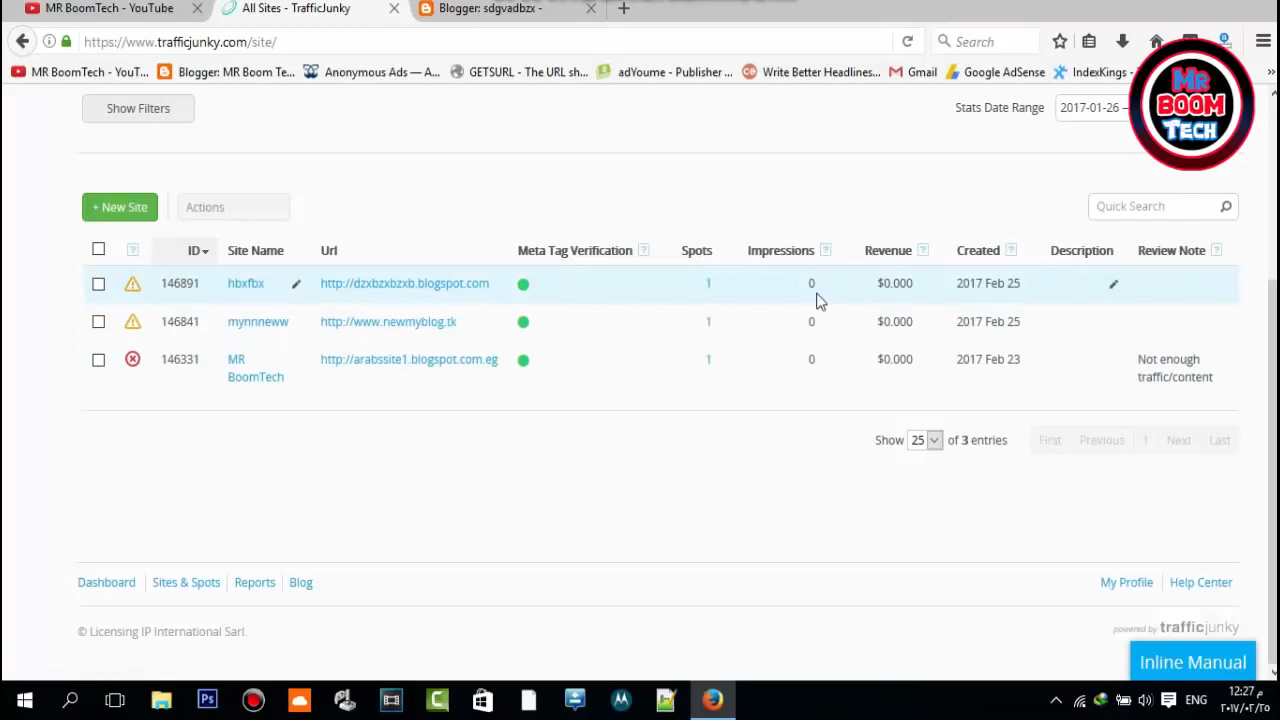 MR BoomTech - YouTube
All Sites - TrafficJunky
Blogger: sdgvadbzx -
https://www.trafficjunky.com/site/
Search
MR BoomTech - YouT...
Blogger: MR Boom Te...
Anonymous Ads — A...
GETSURL - The URL sh...
adYoume - Publisher ...
Write Better Headlines...
Gmail
Google AdSense
IndexKings -
MR
BOOM
TECH
Show Filters
Stats Date Range
2017-01-26 –
+ New Site
Actions
Quick Search
ID Site Name Url Meta Tag Verification ? Spots Impressions ? Revenue ? Created ? Description Review Note ?
146891 hbxfbx http://dzxbzxbzxb.blogspot.com 1 0 $0.000 2017 Feb 25
146841 mynnneww http://www.newmyblog.tk 1 0 $0.000 2017 Feb 25
146331 MR BoomTech http://arabssite1.blogspot.com.eg 1 0 $0.000 2017 Feb 23 Not enough traffic/content
Show 25 of 3 entries
First Previous 1 Next Last
Dashboard Sites & Spots Reports Blog
My Profile Help Center
© Licensing IP International Sarl.
powered by trafficjunky
Inline Manual
Ps
ENG
12:27 م
٢٠١٧/٠٢/٢٥